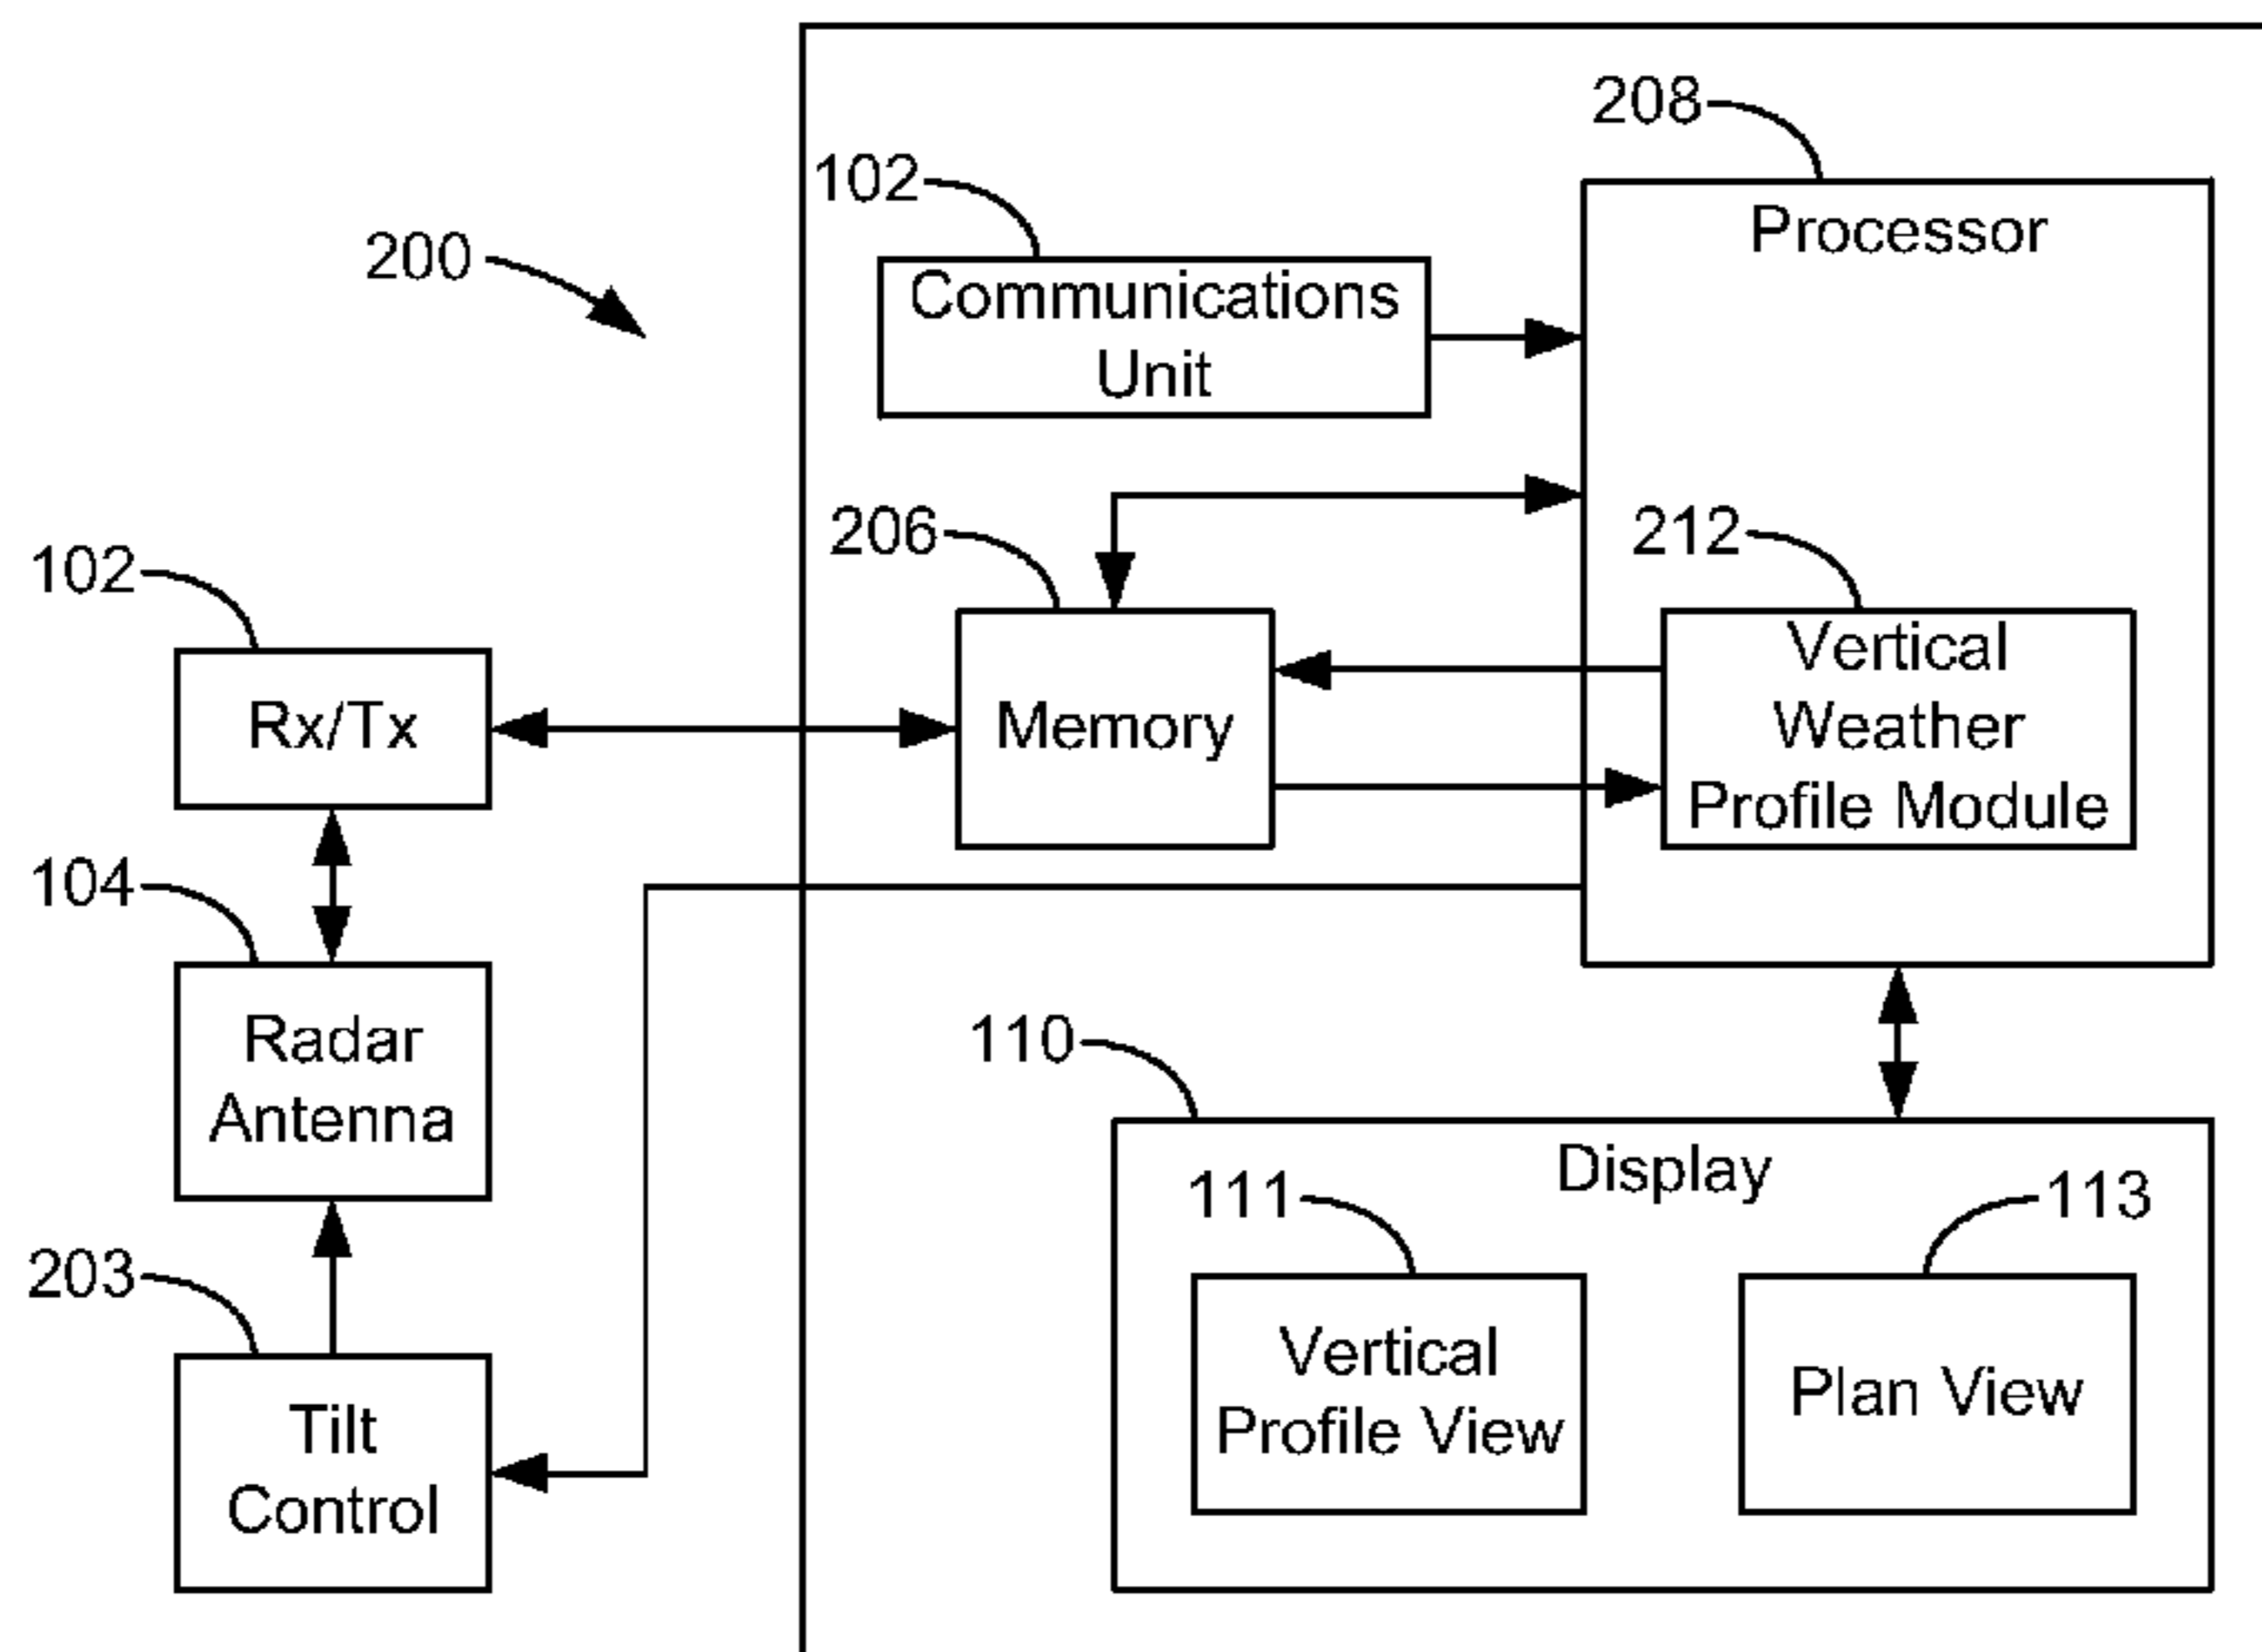 208
Processor
102
Communications
Unit
200
206
212
102
Rx/Tx
Memory
Vertical
Weather
Profile Module
104
Radar
Antenna
110
Display
111
113
203
Tilt
Control
Vertical
Profile View
Plan View